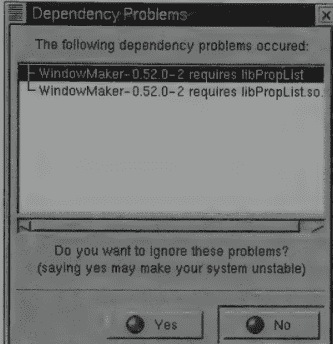 Dependency Problems
The following dependency problems occured:
WindowMaker-0.52.0-2 requires libPropList
WindowMaker-0.52.0-2 requires libPropList.so.
Do you want to ignore these problems?
(saying yes may make your system unstable)
Yes
No